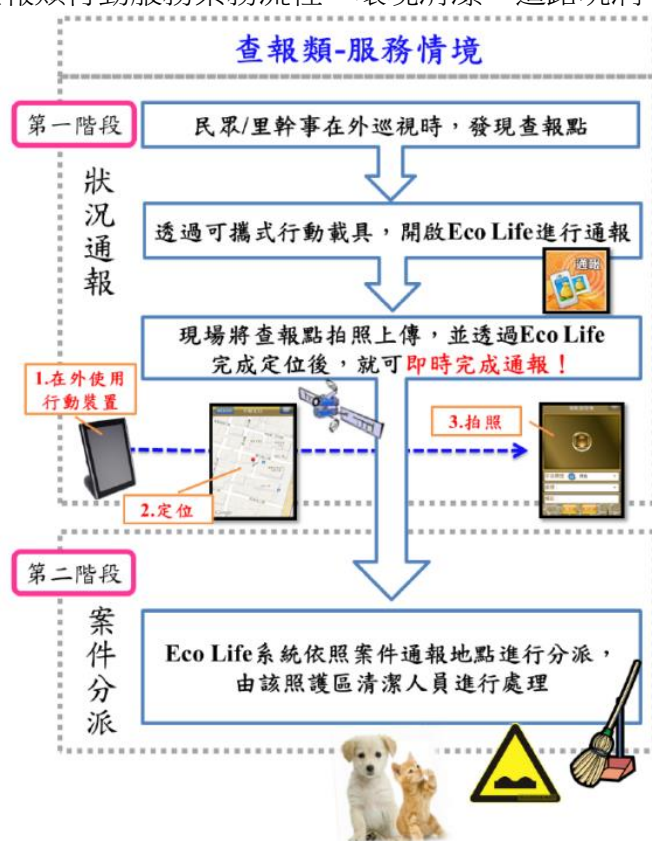 查報類-服務情境
第一階段
民眾/里幹事在外巡視時，發現查報點
狀況通報
透過可攜式行動載具，開啟Eco Life進行通報
通報
現場將查報點拍照上傳，並透過Eco Life
完成定位後，就可即時完成通報！
1.在外使用
行動裝置
2.定位
3.拍照
第二階段
案件分派
Eco Life系統依照案件通報地點進行分派，
由該照護區清潔人員進行處理